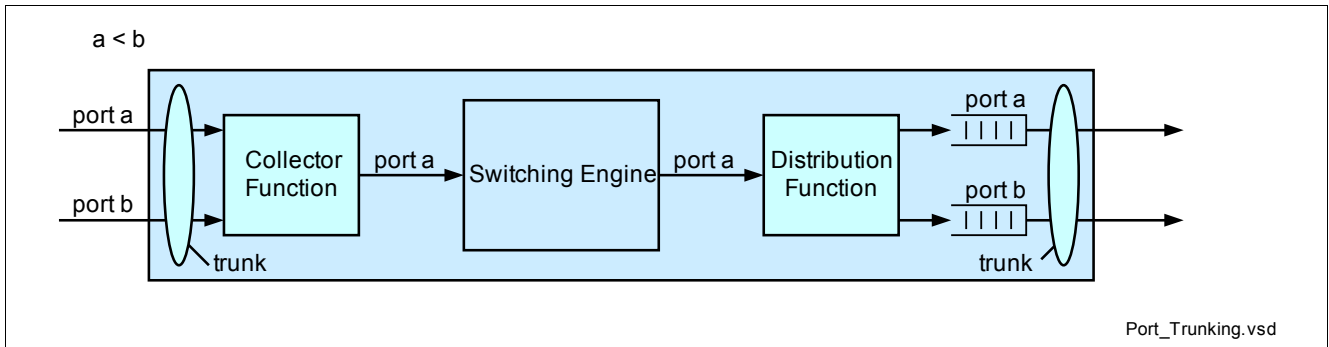 a < b
port a
port b
trunk
Collector
Function
port a
Switching Engine
port a
Distribution
Function
port a
port b
trunk
Port_Trunking.vsd